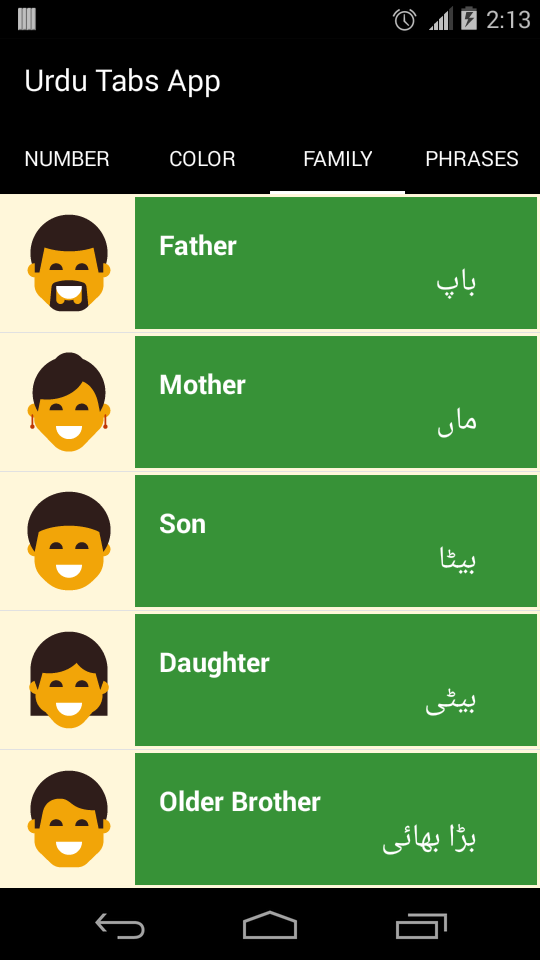 2:13
Urdu Tabs App
NUMBER COLOR FAMILY PHRASES
Father
باپ
Mother
ماں
Son
بیٹا
Daughter
بیٹی
Older Brother
بڑا بھائی